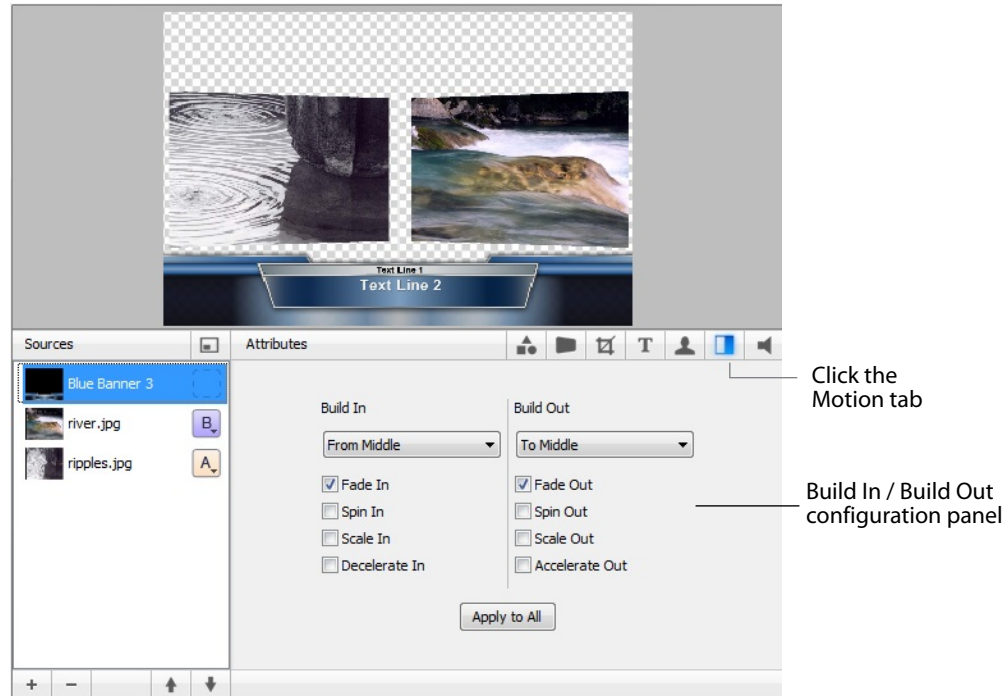 Text Line 1
Text Line 2
Sources
Attributes
T
Click the
Motion tab
Blue Banner 3
river.jpg
B
ripples.jpg
A
Build In
Build Out
From Middle
To Middle
Fade In
Fade Out
Spin In
Spin Out
Scale In
Scale Out
Decelerate In
Accelerate Out
Apply to All
Build In / Build Out
configuration panel